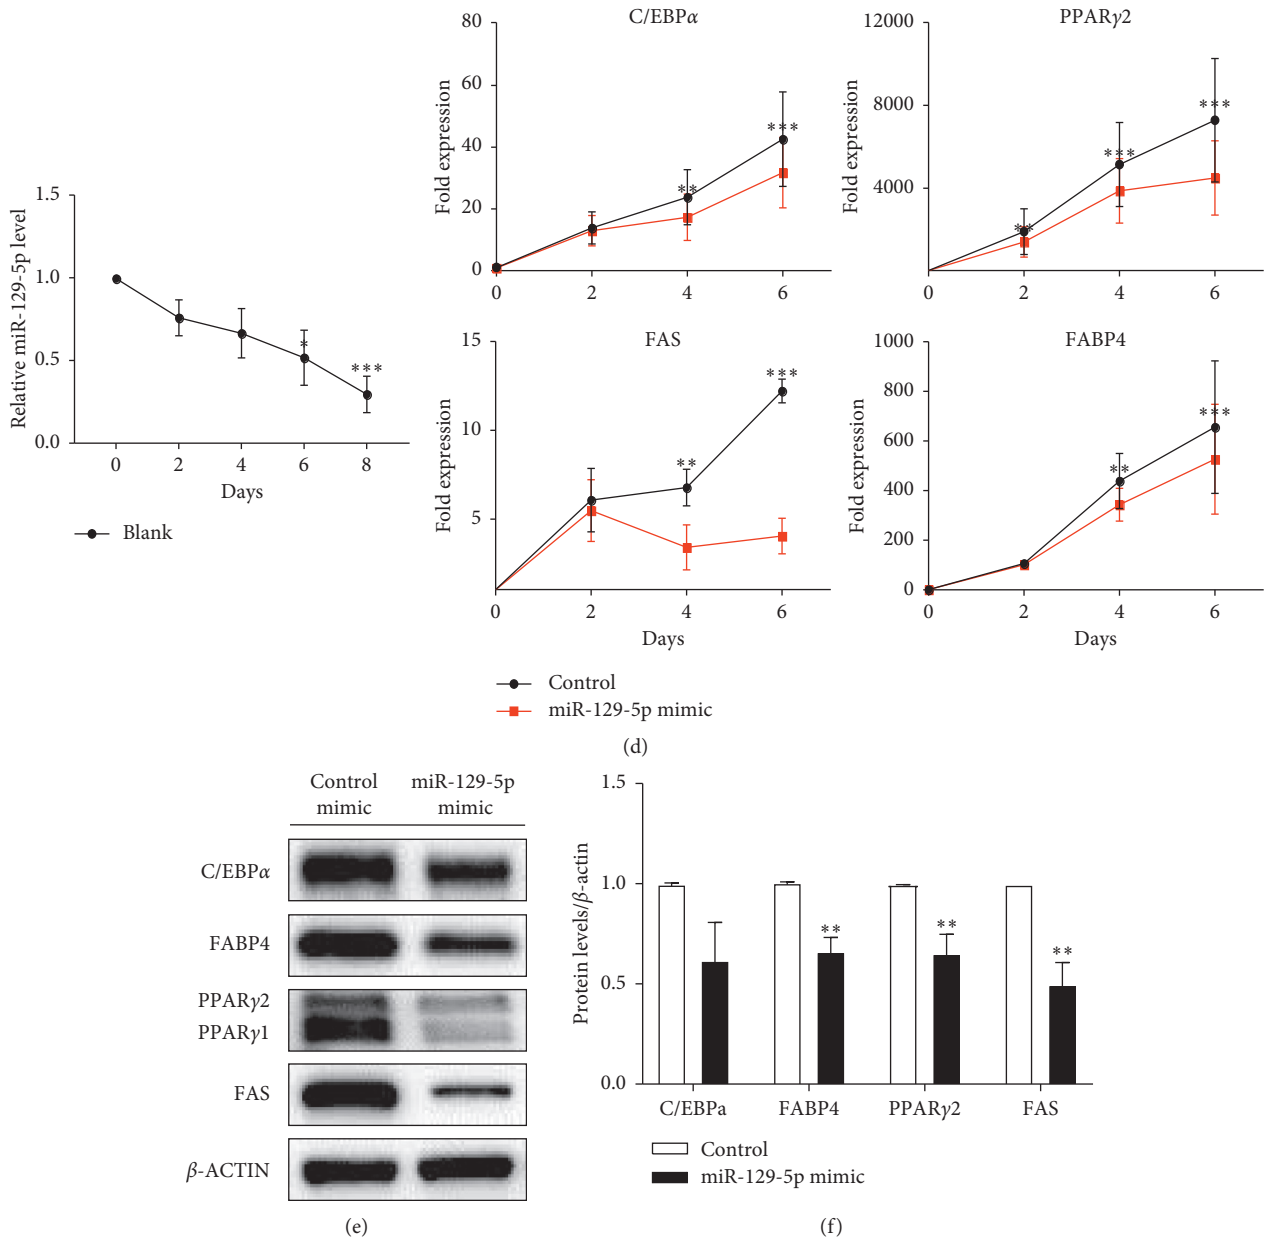 1.5
1.0
0.5
0.0
Relative miR-129-5p level
0 2 4 6 8
Days
*
***
Blank
C/EBPα
80
60
40
20
0
Fold expression
**
***
0 2 4 6
PPARγ2
12000
8000
4000
Fold expression
**
***
***
0 2 4 6
FAS
15
10
5
Fold expression
**
***
0 2 4 6
Days
FABP4
1000
800
600
400
200
0
Fold expression
**
***
0 2 4 6
Days
Control
miR-129-5p mimic
(d)
Control
mimic
miR-129-5p
mimic
C/EBPα
FABP4
PPARγ2
PPARγ1
FAS
β-ACTIN
(e)
1.5
1.0
0.5
0.0
Protein levels/β-actin
**
**
**
C/EBPa FABP4 PPARγ2 FAS
Control
miR-129-5p mimic
(f)